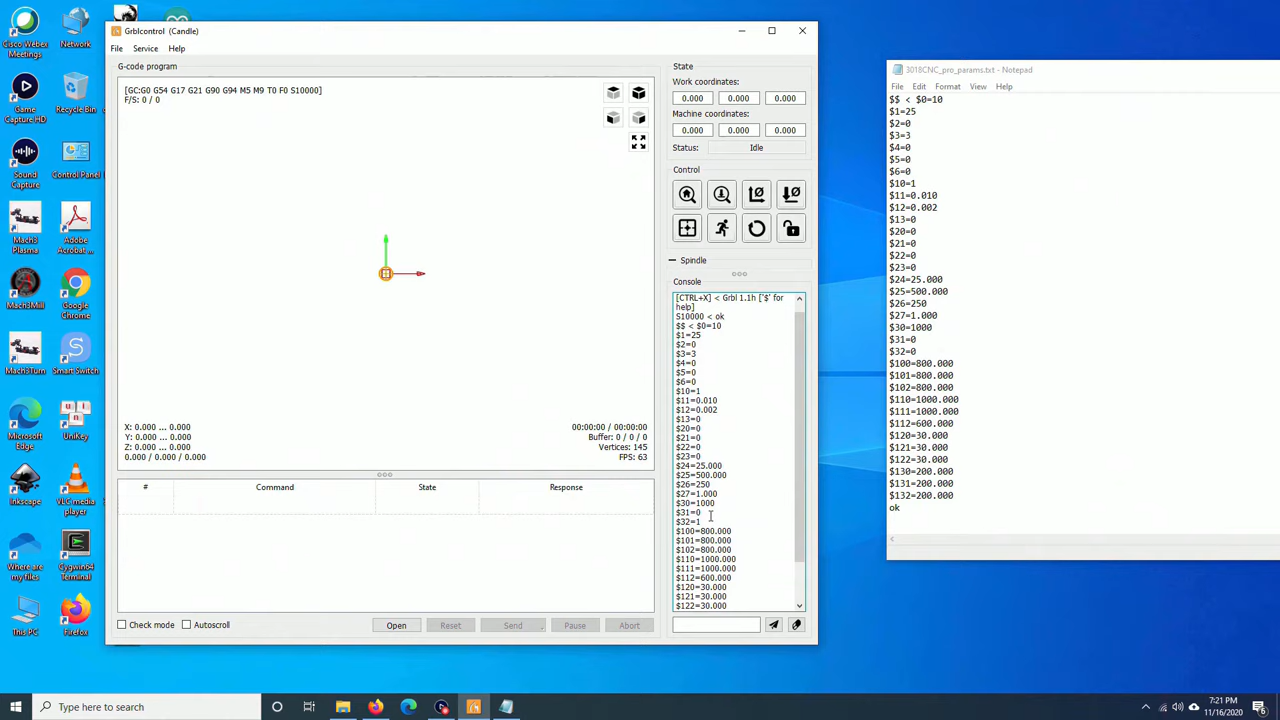 Cisco Webex Meetings
Network
Game Capture HD
Recycle Bin
Sound Capture
Control Panel
Mach3 Plasma
Adobe Acrobat ...
Mach3Mill
Google Chrome
Mach3Turn
Smart Switch
Microsoft Edge
UniKey
Inkscape
VLC media player
Where are my files
Cygwin64 Terminal
This PC
Firefox
Grblcontrol (Candle)
File Service Help
G-code program
[GC:G0 G54 G17 G21 G90 G94 M5 M9 T0 F0 S10000]
F/S: 0 / 0
X: 0.000 ... 0.000
Y: 0.000 ... 0.000
Z: 0.000 ... 0.000
0.000 / 0.000 / 0.000
00:00:00 / 00:00:00
Buffer: 0 / 0 / 0
Vertices: 145
FPS: 63
# Command State Response
Check mode Autoscroll Open Reset Send Pause Abort
State
Work coordinates:
0.000 0.000 0.000
Machine coordinates:
0.000 0.000 0.000
Status: Idle
Control
Spindle
Console
[CTRL+X] < Grbl 1.1h ['$' for
help]
S10000 < ok
$$ < $0=10
$1=25
$2=0
$3=3
$4=0
$5=0
$6=0
$10=1
$11=0.010
$12=0.002
$13=0
$20=0
$21=0
$22=0
$23=0
$24=25.000
$25=500.000
$26=250
$27=1.000
$30=1000
$31=0
$32=1
$100=800.000
$101=800.000
$102=800.000
$110=1000.000
$111=1000.000
$112=600.000
$120=30.000
$121=30.000
$122=30.000
3018CNC_pro_params.txt - Notepad
File Edit Format View Help
$$ < $0=10
$1=25
$2=0
$3=3
$4=0
$5=0
$6=0
$10=1
$11=0.010
$12=0.002
$13=0
$20=0
$21=0
$22=0
$23=0
$24=25.000
$25=500.000
$26=250
$27=1.000
$30=1000
$31=0
$32=0
$100=800.000
$101=800.000
$102=800.000
$110=1000.000
$111=1000.000
$112=600.000
$120=30.000
$121=30.000
$122=30.000
$130=200.000
$131=200.000
$132=200.000
ok
Type here to search
7:21 PM
11/16/2020
6